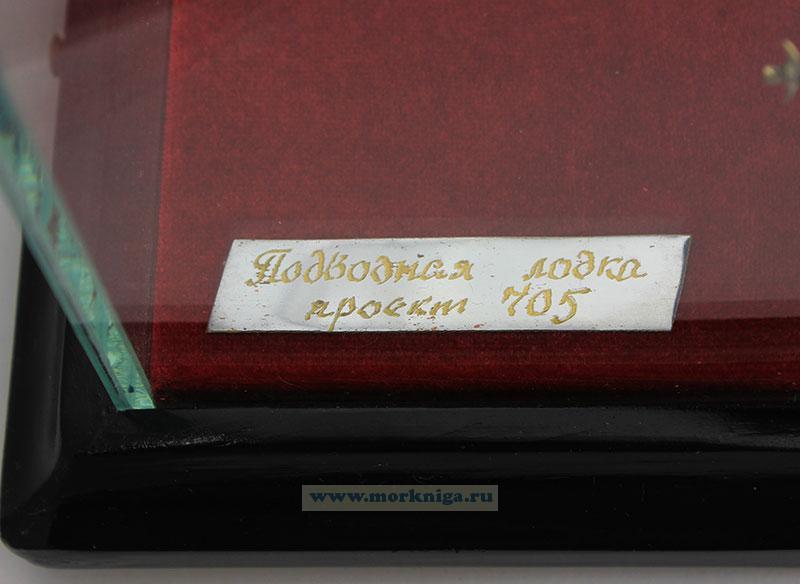 Подводная лодка
проект 705
www.morkniga.ru